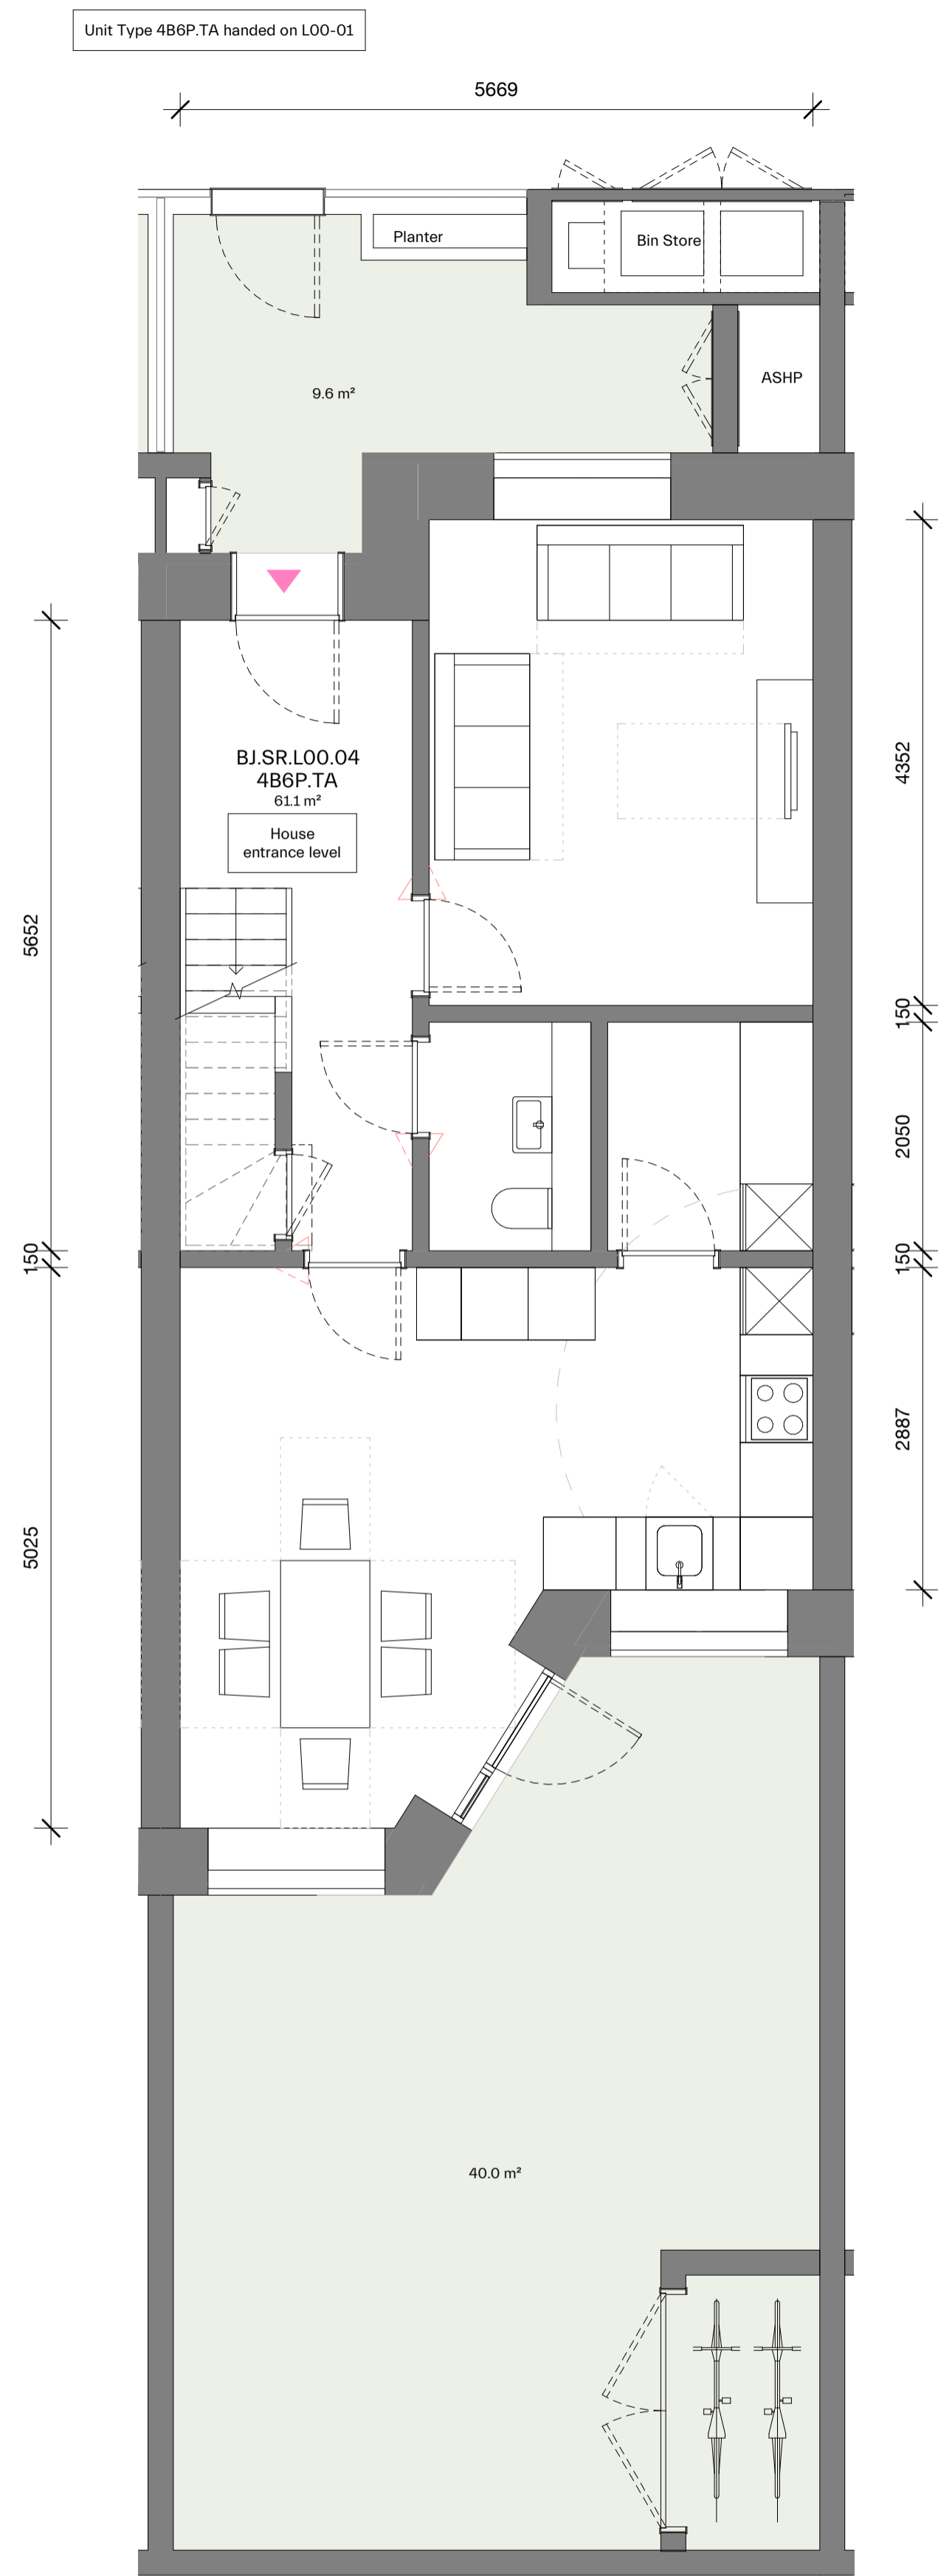 Unit Type 4B6P.TA handed on L00-01
5669
Planter
Bin Store
9.6 m²
ASHP
BJ.SR.L00.04
4B6P.TA
61.1 m²
House
entrance level
4352
5652
150
2050
150
150
2887
5025
40.0 m²